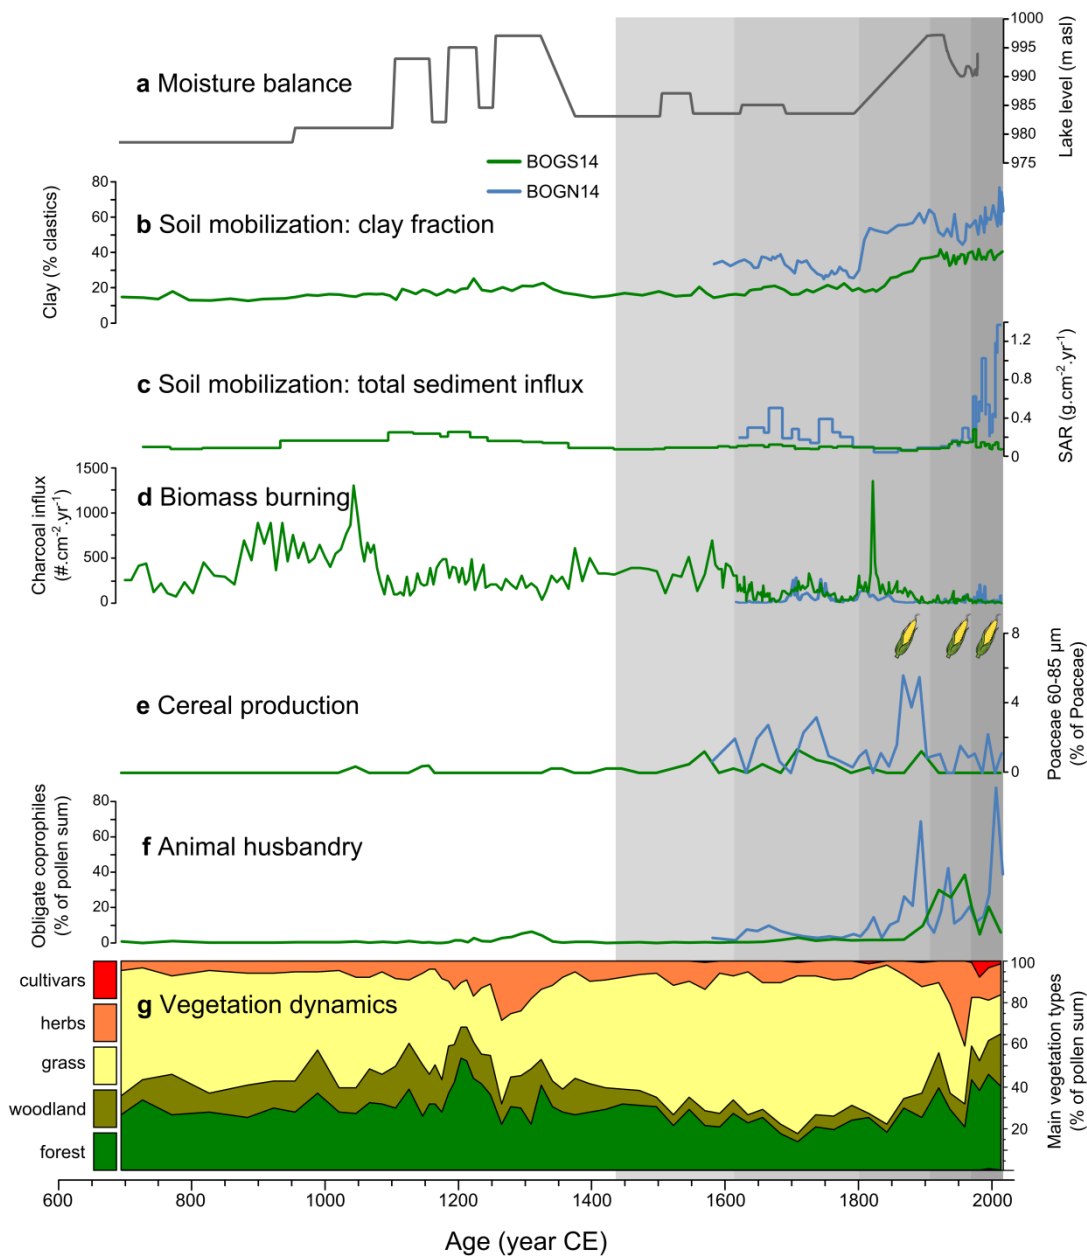 a Moisture balance
1000
995
990
985
980
975
Lake level (m asl)
BOGS14
BOGN14
b Soil mobilization: clay fraction
80
60
40
20
0
Clay (% clastics)
c Soil mobilization: total sediment influx
1.2
0.8
0.4
0
SAR (g.cm⁻².yr⁻¹)
d Biomass burning
1500
1000
500
0
Charcoal influx
(#.cm⁻².yr⁻¹)
e Cereal production
8
4
0
Poaceae 60-85 µm
(% of Poaceae)
f Animal husbandry
80
60
40
20
0
Obligate coprophiles
(% of pollen sum)
g Vegetation dynamics
cultivars
herbs
grass
woodland
forest
100
80
60
40
20
Main vegetation types
(% of pollen sum)
600
800
1000
1200
1400
1600
1800
2000
Age (year CE)